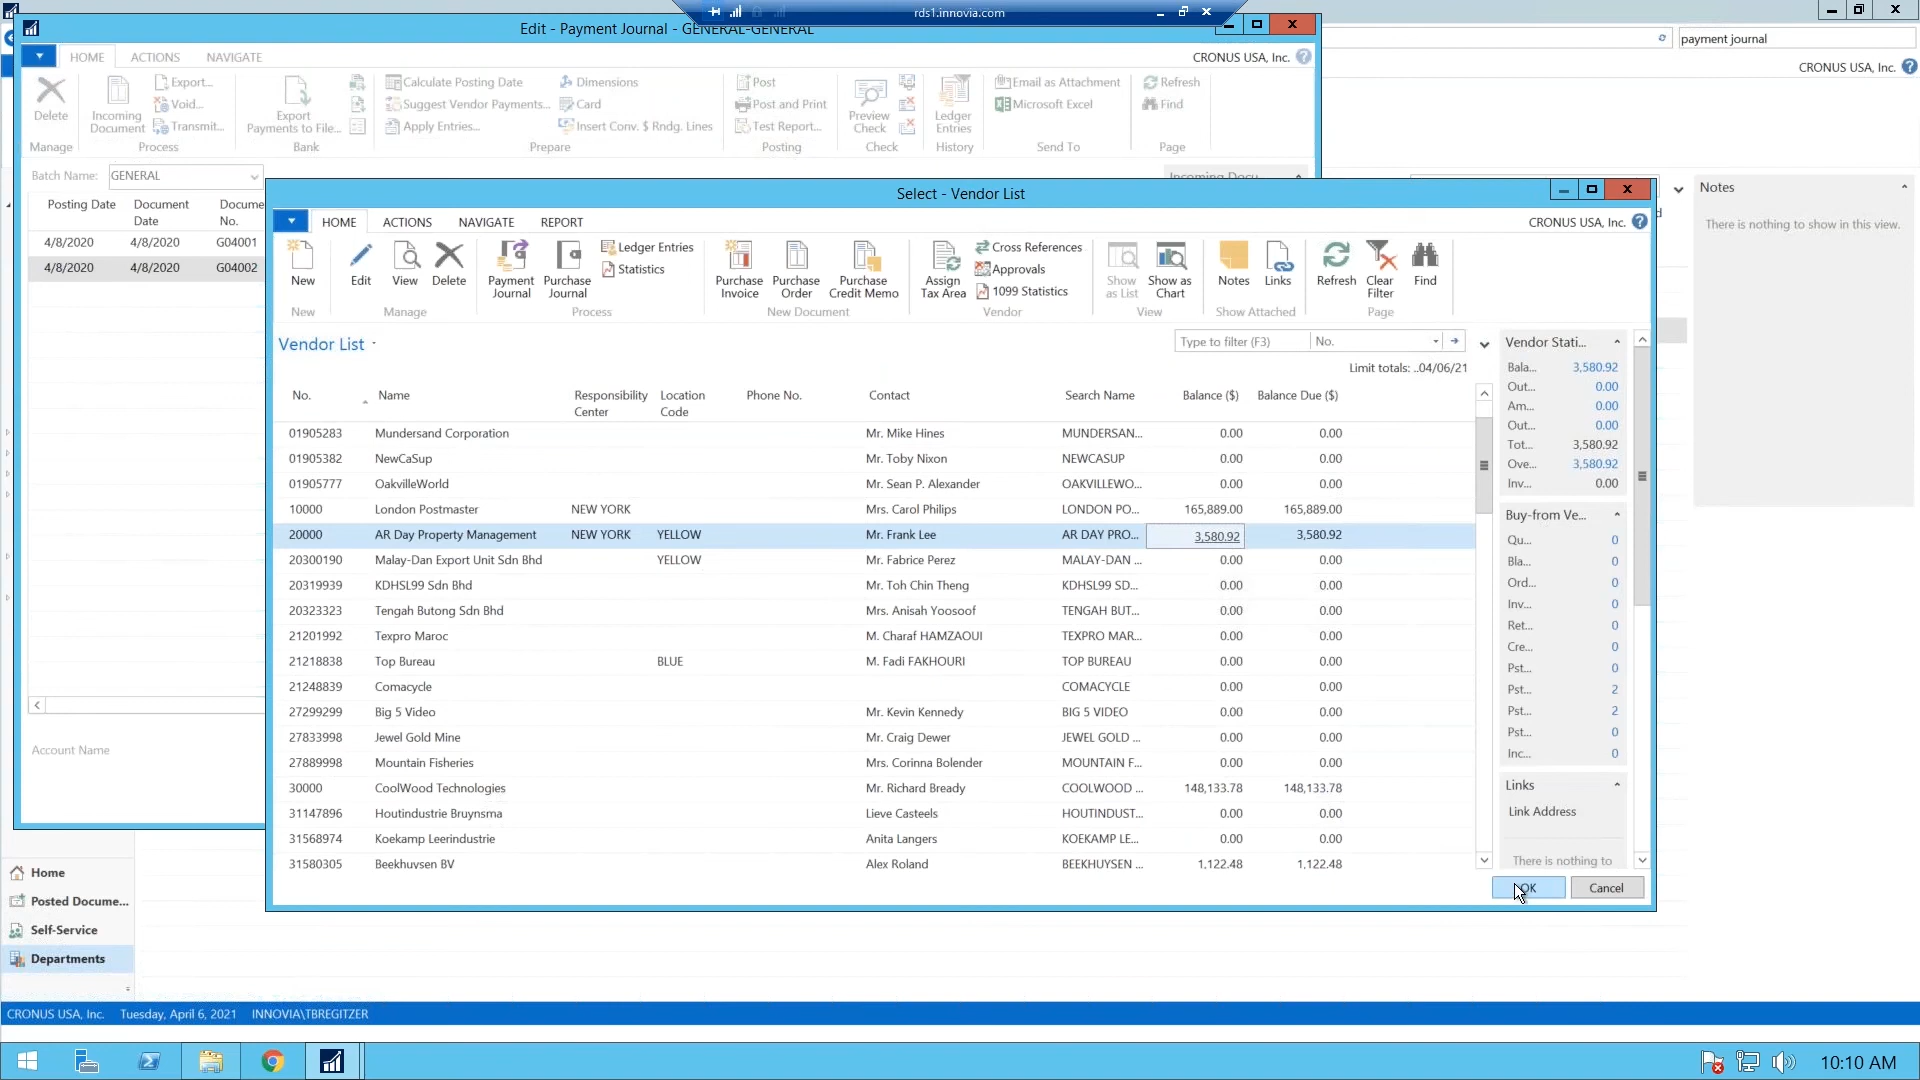 rds1.innovia.com
Edit - Payment Journal - GENERAL-GENERAL
payment journal
HOME ACTIONS NAVIGATE
CRONUS USA, Inc.
CRONUS USA, Inc.
Delete
Manage
Incoming Document
Export...
Void...
Transmit...
Process
Export Payments to File...
Bank
Calculate Posting Date
Suggest Vendor Payments...
Apply Entries...
Dimensions
Card
Insert Conv. $ Rndg. Lines
Prepare
Post
Post and Print
Test Report...
Posting
Preview Check
Check
Ledger Entries
History
Email as Attachment
Microsoft Excel
Send To
Refresh
Find
Page
Batch Name: GENERAL
Posting Date Document Date Docume No.
4/8/2020 4/8/2020 G04001
4/8/2020 4/8/2020 G04002
Account Name
Notes
There is nothing to show in this view.
Select - Vendor List
HOME ACTIONS NAVIGATE REPORT
CRONUS USA, Inc.
New
New
Edit View Delete
Manage
Payment Journal
Purchase Journal
Ledger Entries
Statistics
Process
Purchase Invoice
Purchase Order
Purchase Credit Memo
New Document
Assign Tax Area
Cross References
Approvals
1099 Statistics
Vendor
Show as List
Show as Chart
View
Notes Links
Show Attached
Refresh
Clear Filter
Find
Page
Vendor List
Type to filter (F3) No.
Limit totals: ..04/06/21
No. Name Responsibility Center Location Code Phone No. Contact Search Name Balance ($) Balance Due ($)
01905283 Mundersand Corporation Mr. Mike Hines MUNDERSAN... 0.00 0.00
01905382 NewCaSup Mr. Toby Nixon NEWCASUP 0.00 0.00
01905777 OakvilleWorld Mr. Sean P. Alexander OAKVILLEWO... 0.00 0.00
10000 London Postmaster NEW YORK Mrs. Carol Philips LONDON PO... 165,889.00 165,889.00
20000 AR Day Property Management NEW YORK YELLOW Mr. Frank Lee AR DAY PRO... 3,580.92 3,580.92
20300190 Malay-Dan Export Unit Sdn Bhd YELLOW Mr. Fabrice Perez MALAY-DAN ... 0.00 0.00
20319939 KDHSL99 Sdn Bhd Mr. Toh Chin Theng KDHSL99 SD... 0.00 0.00
20323323 Tengah Butong Sdn Bhd Mrs. Anisah Yoosoof TENGAH BUT... 0.00 0.00
21201992 Texpro Maroc M. Charaf HAMZAOUI TEXPRO MAR... 0.00 0.00
21218838 Top Bureau BLUE M. Fadi FAKHOURI TOP BUREAU 0.00 0.00
21248839 Comacycle COMACYCLE 0.00 0.00
27299299 Big 5 Video Mr. Kevin Kennedy BIG 5 VIDEO 0.00 0.00
27833998 Jewel Gold Mine Mr. Craig Dewer JEWEL GOLD ... 0.00 0.00
27889998 Mountain Fisheries Mrs. Corinna Bolender MOUNTAIN F... 0.00 0.00
30000 CoolWood Technologies Mr. Richard Bready COOLWOOD ... 148,133.78 148,133.78
31147896 Houtindustrie Bruynsma Lieve Casteels HOUTINDUST... 0.00 0.00
31568974 Koekamp Leerindustrie Anita Langers KOEKAMP LE... 0.00 0.00
31580305 Beekhuysen BV Alex Roland BEEKHUYSEN ... 1,122.48 1,122.48
Vendor Stati...
Bala... 3,580.92
Out... 0.00
Am... 0.00
Out... 0.00
Tot... 3,580.92
Ove... 3,580.92
Inv... 0.00
Buy-from Ve...
Qu... 0
Bla... 0
Ord... 0
Inv... 0
Ret... 0
Cre... 0
Pst... 0
Pst... 2
Pst... 2
Pst... 0
Inc... 0
Links
Link Address
There is nothing to
OK Cancel
Home
Posted Docume...
Self-Service
Departments
CRONUS USA, Inc. Tuesday, April 6, 2021 INNOVIA\TBREGITZER
10:10 AM